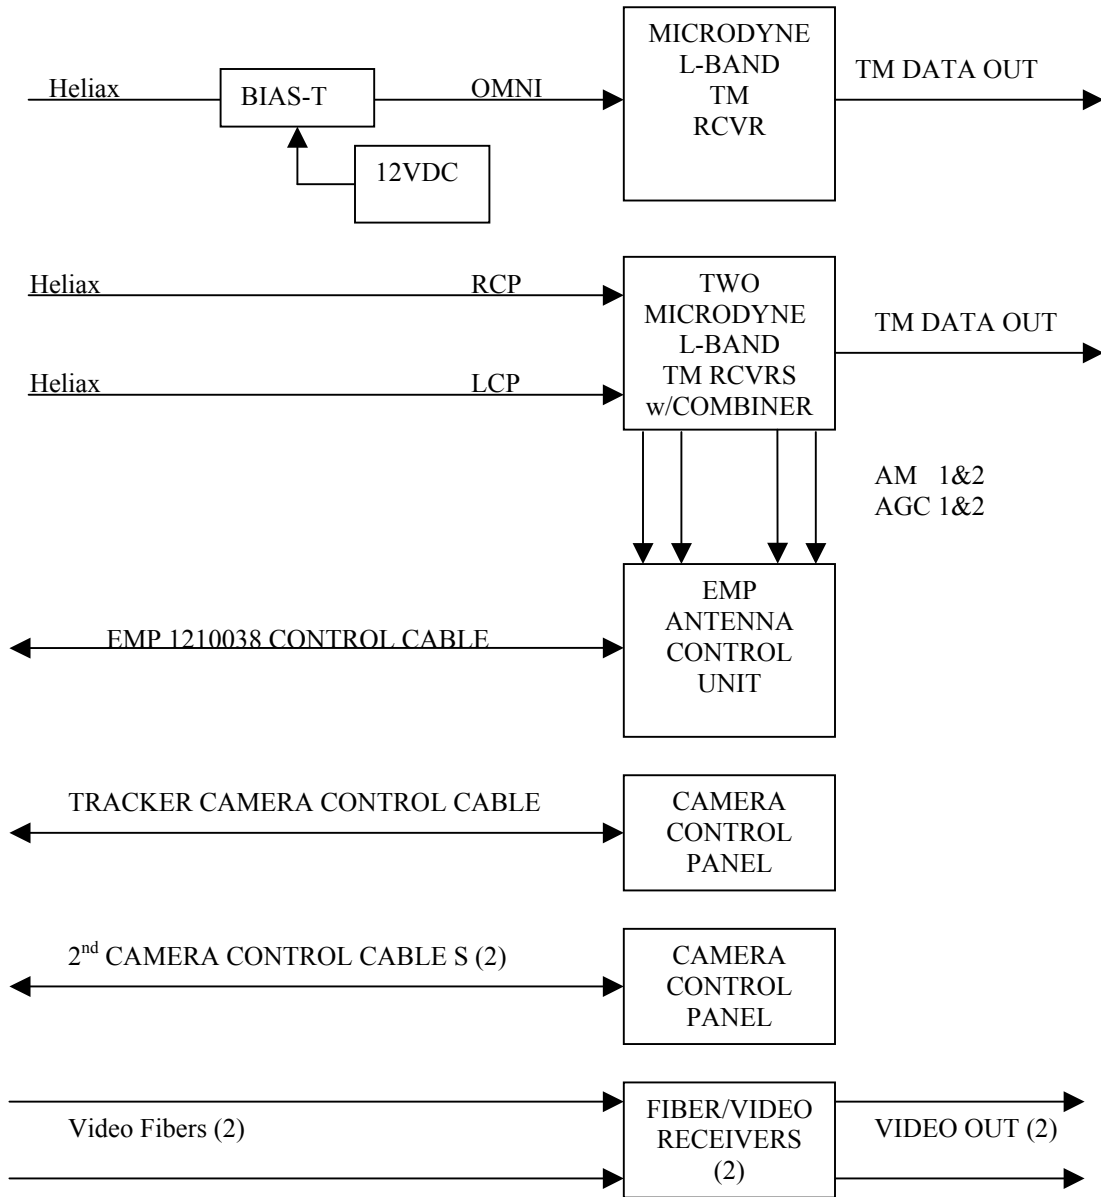 MICRODYNE
L-BAND
TM
RCVR
Heliax
BIAS-T
OMNI
TM DATA OUT
12VDC
Heliax
RCP
TWO
MICRODYNE
L-BAND
TM RCVRS
w/COMBINER
TM DATA OUT
Heliax
LCP
AM 1&2
AGC 1&2
EMP
ANTENNA
CONTROL
UNIT
EMP 1210038 CONTROL CABLE
TRACKER CAMERA CONTROL CABLE
CAMERA
CONTROL
PANEL
2nd CAMERA CONTROL CABLE S (2)
CAMERA
CONTROL
PANEL
Video Fibers (2)
FIBER/VIDEO
RECEIVERS
(2)
VIDEO OUT (2)